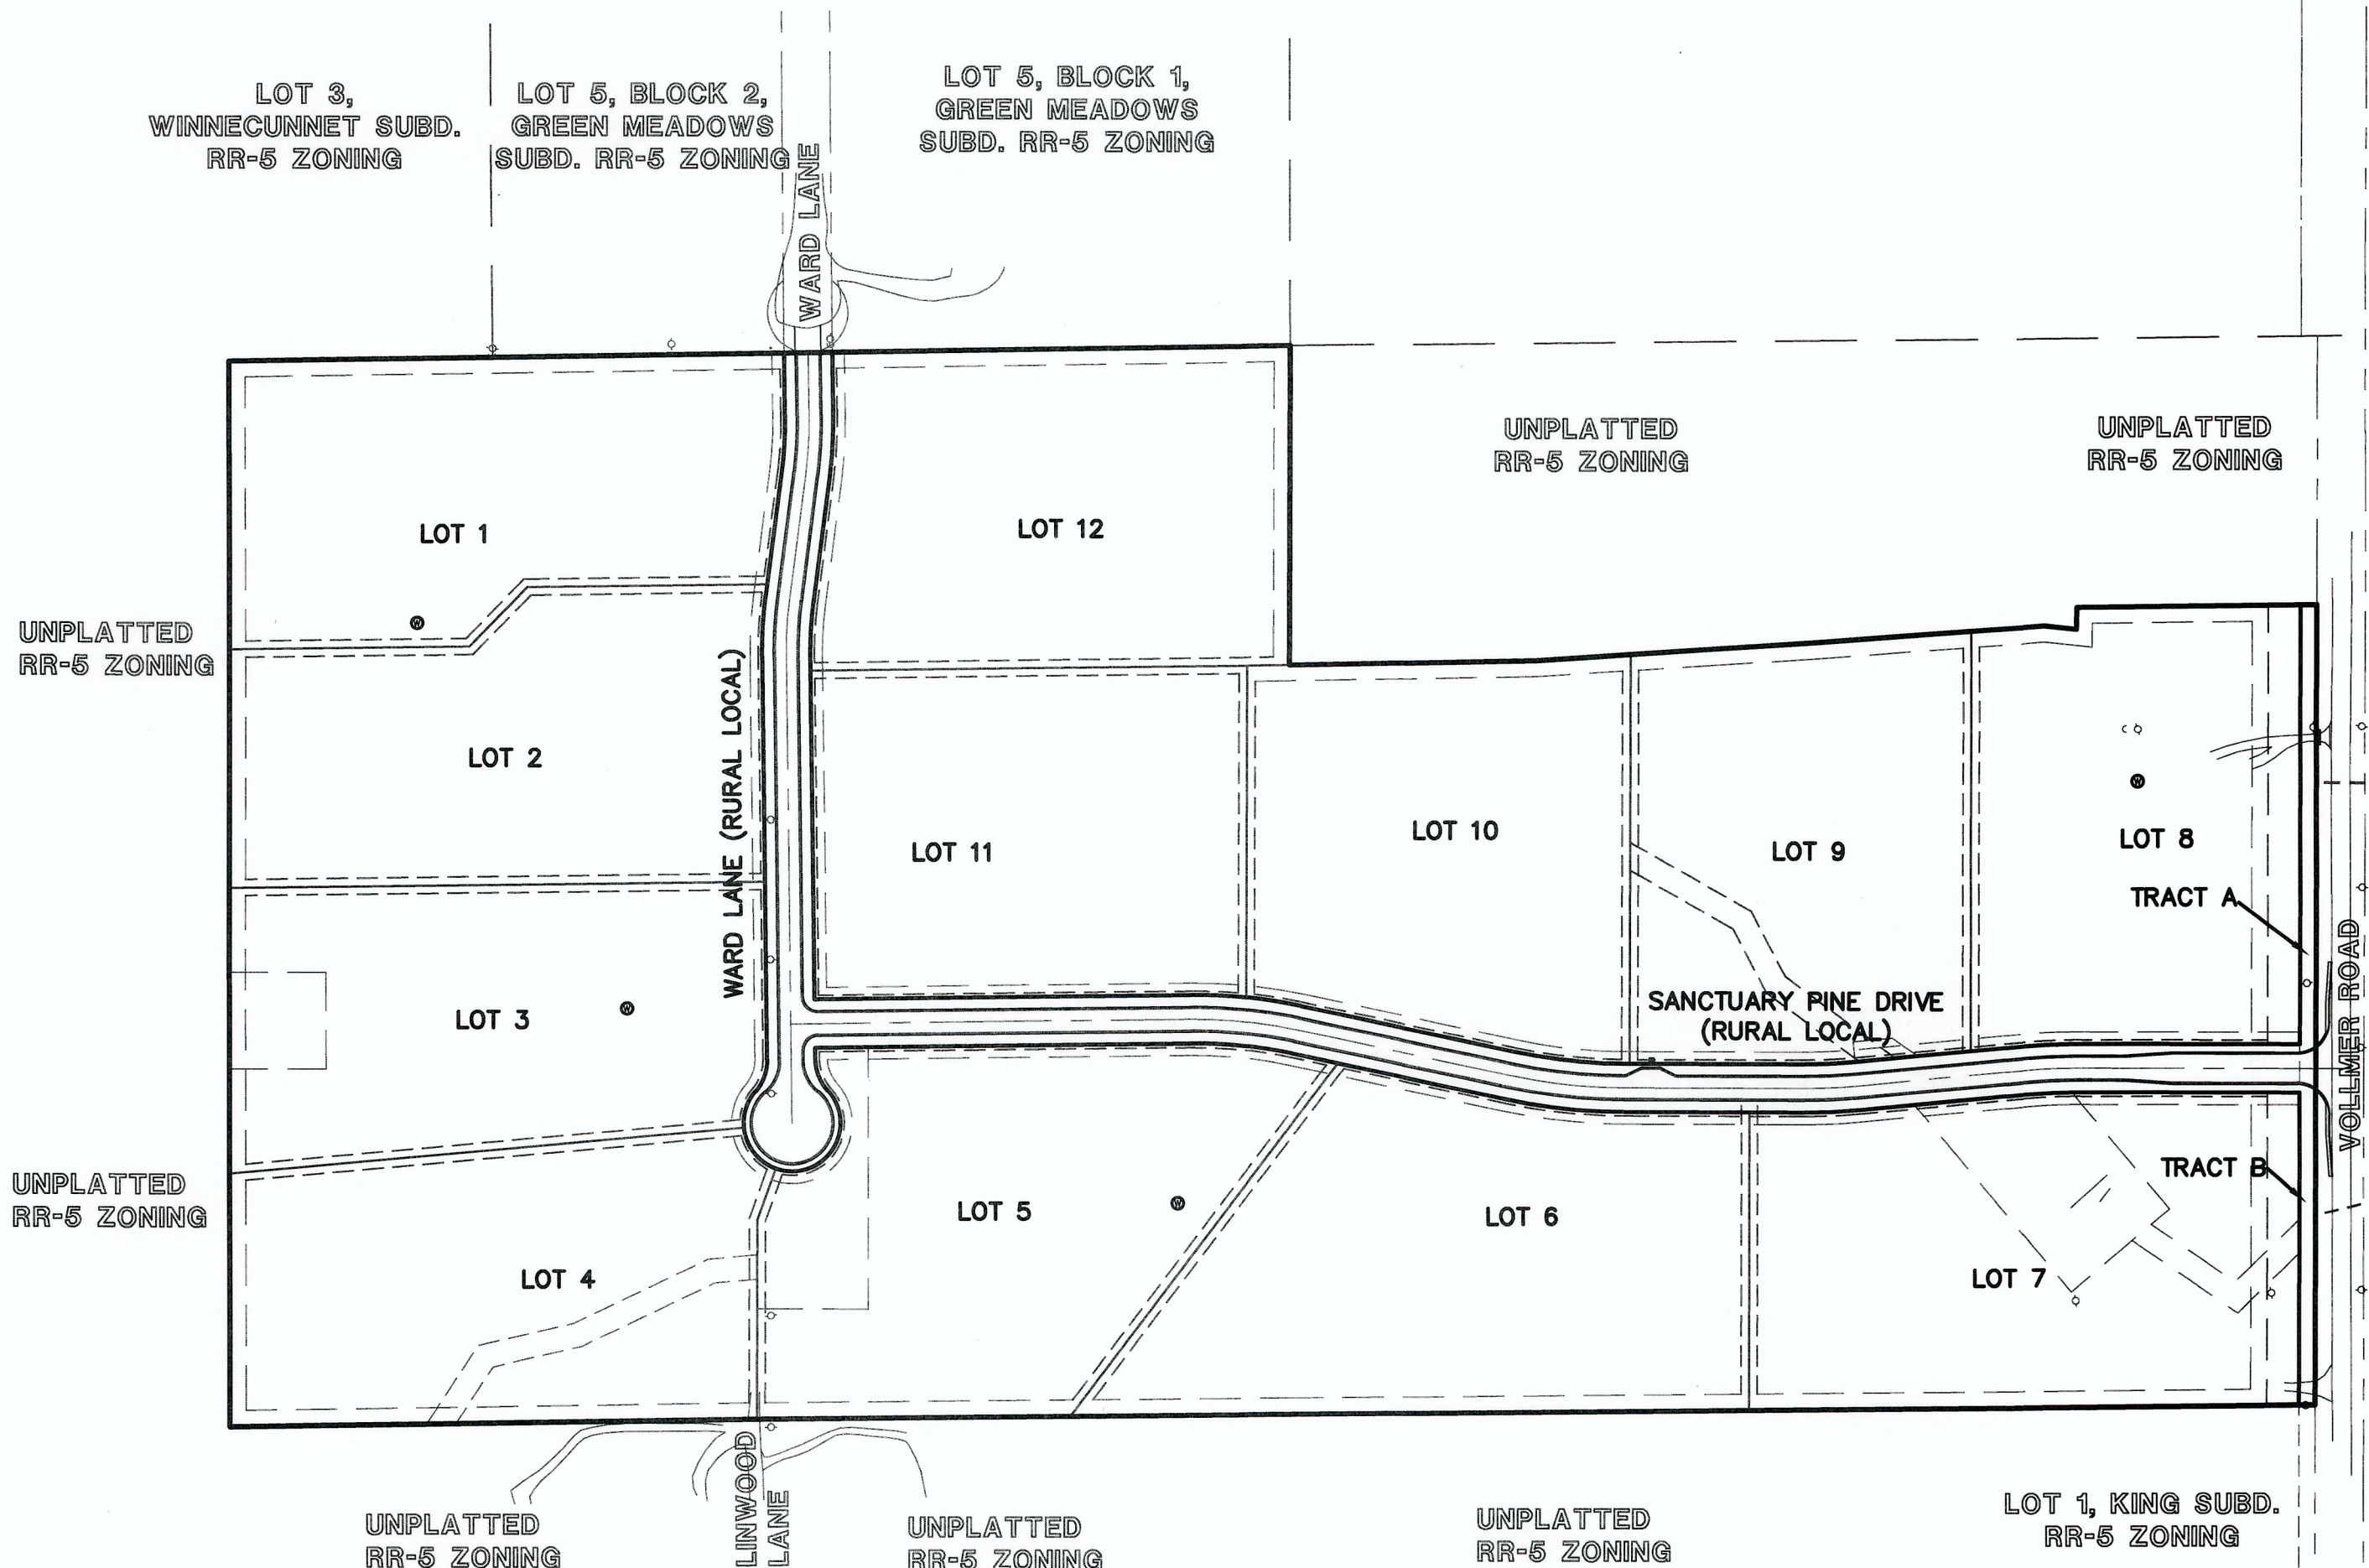 LOT 3,
WINNECUNNET SUBD.
RR-5 ZONING
LOT 5, BLOCK 2,
GREEN MEADOWS
SUBD. RR-5 ZONING
WARD LANE
LOT 5, BLOCK 1,
GREEN MEADOWS
SUBD. RR-5 ZONING
UNPLATTED
RR-5 ZONING
UNPLATTED
RR-5 ZONING
LOT 1
LOT 12
W
UNPLATTED
RR-5 ZONING
LOT 2
WARD LANE (RURAL LOCAL)
LOT 11
LOT 10
LOT 9
W
LOT 8
TRACT A
VOLLMER ROAD
LOT 3
W
SANCTUARY PINE DRIVE
(RURAL LOCAL)
UNPLATTED
RR-5 ZONING
LOT 4
LOT 5
W
LOT 6
LOT 7
TRACT B
LINWOOD
LANE
UNPLATTED
RR-5 ZONING
UNPLATTED
RR-5 ZONING
UNPLATTED
RR-5 ZONING
LOT 1, KING SUBD.
RR-5 ZONING